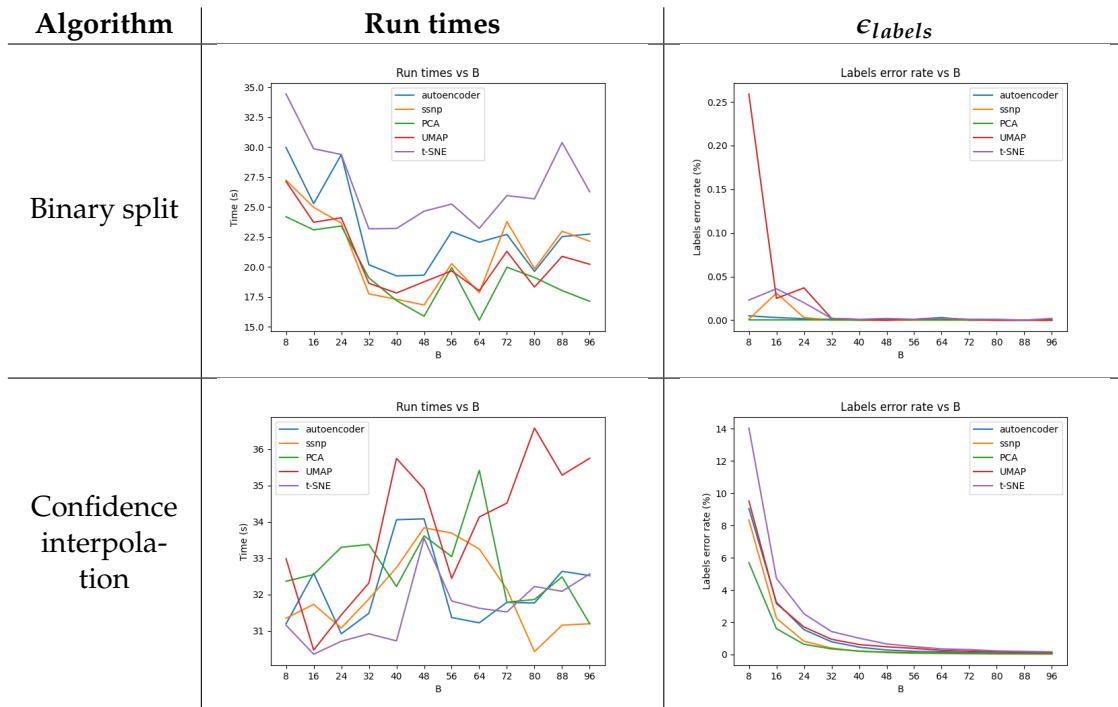 Algorithm
Run times
ϵlabels
Binary split
Run times vs B
autoencoder
ssnp
PCA
UMAP
t-SNE
Time (s)
35.0
32.5
30.0
27.5
25.0
22.5
20.0
17.5
15.0
8 16 24 32 40 48 56 64 72 80 88 96
B
Labels error rate vs B
autoencoder
ssnp
PCA
UMAP
t-SNE
Labels error rate (%)
0.25
0.20
0.15
0.10
0.05
0.00
8 16 24 32 40 48 56 64 72 80 88 96
B
Confidence
interpola-
tion
Run times vs B
autoencoder
ssnp
PCA
UMAP
t-SNE
Time (s)
36
35
34
33
32
31
8 16 24 32 40 48 56 64 72 80 88 96
B
Labels error rate vs B
autoencoder
ssnp
PCA
UMAP
t-SNE
Labels error rate (%)
14
12
10
8
6
4
2
0
8 16 24 32 40 48 56 64 72 80 88 96
B